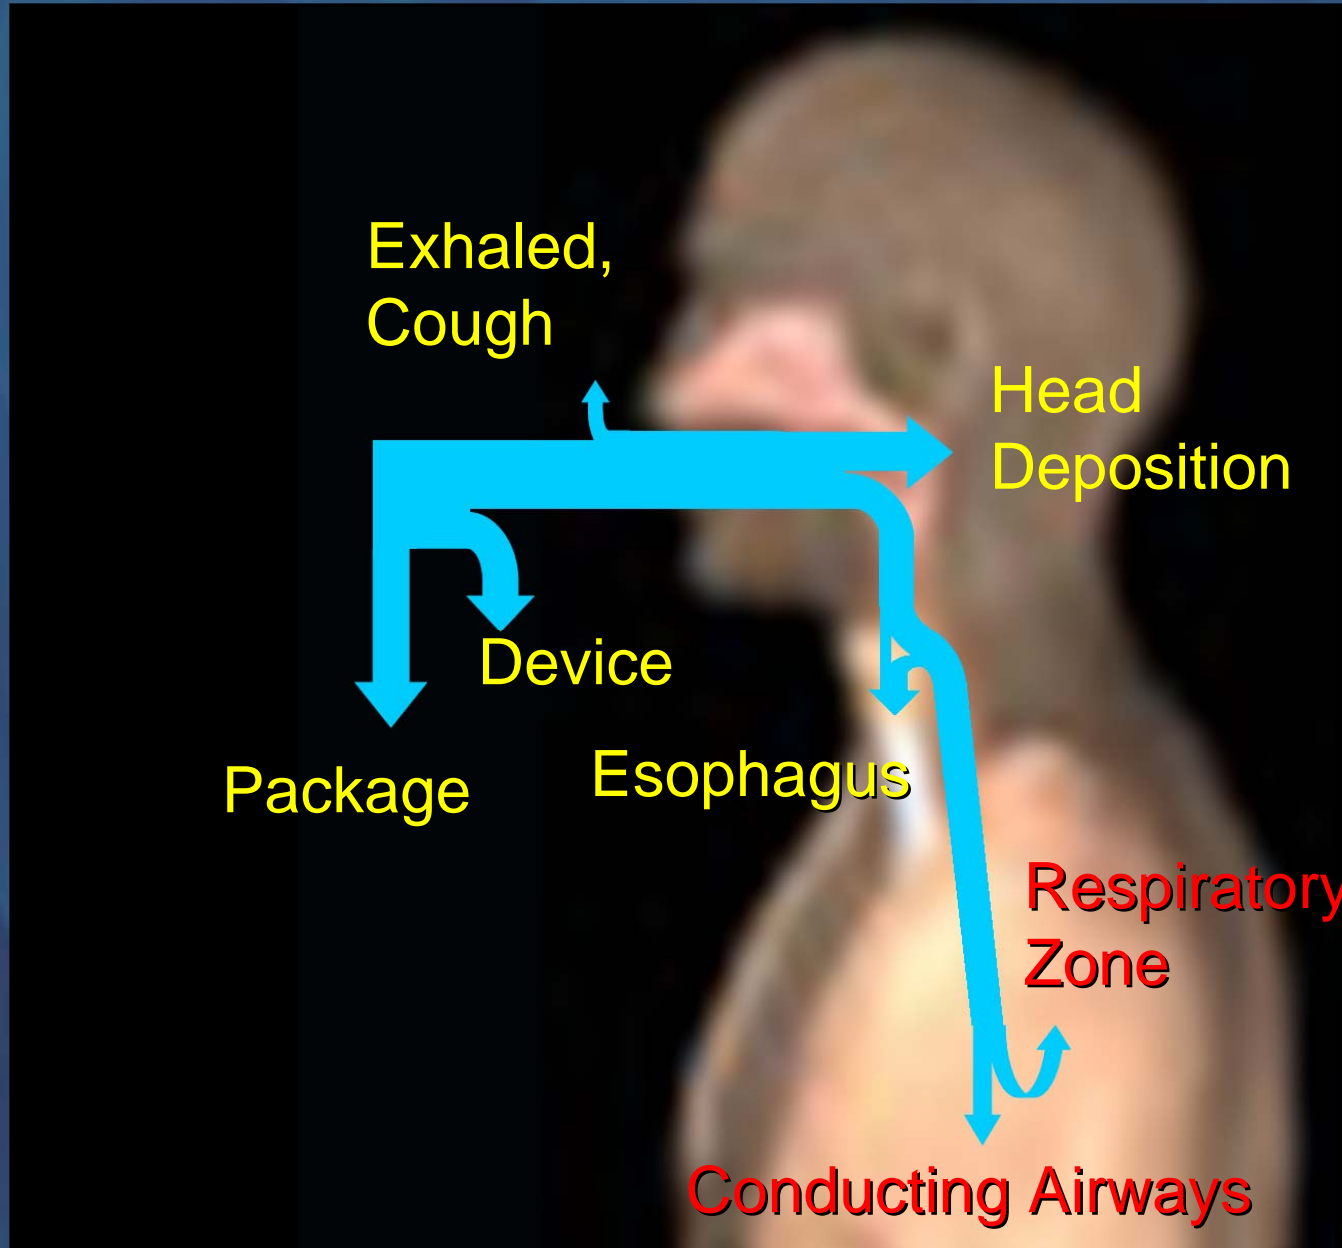 Exhaled,
Cough
Head
Deposition
Device
Package
Esophagus
Respiratory
Zone
Conducting Airways